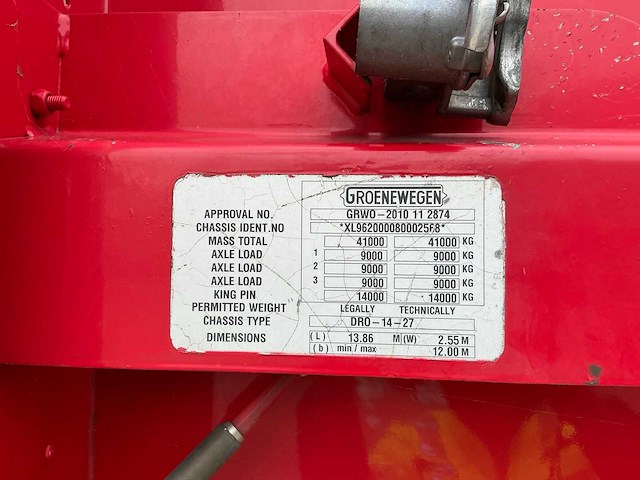 GROENEWEGEN
APPROVAL NO. GRWO-2010 11 2874
CHASSIS IDENT.NO *XL962000080002568*
MASS TOTAL 41000 41000 KG
AXLE LOAD 1 9000 9000 KG
AXLE LOAD 2 9000 9000 KG
AXLE LOAD 3 9000 9000 KG
KING PIN 14000 14000 KG
PERMITTED WEIGHT LEGALLY TECHNICALLY
CHASSIS TYPE DRO-14-27
DIMENSIONS (L) 13.86 M (W) 2.55 M
(b) min / max 12.00 M